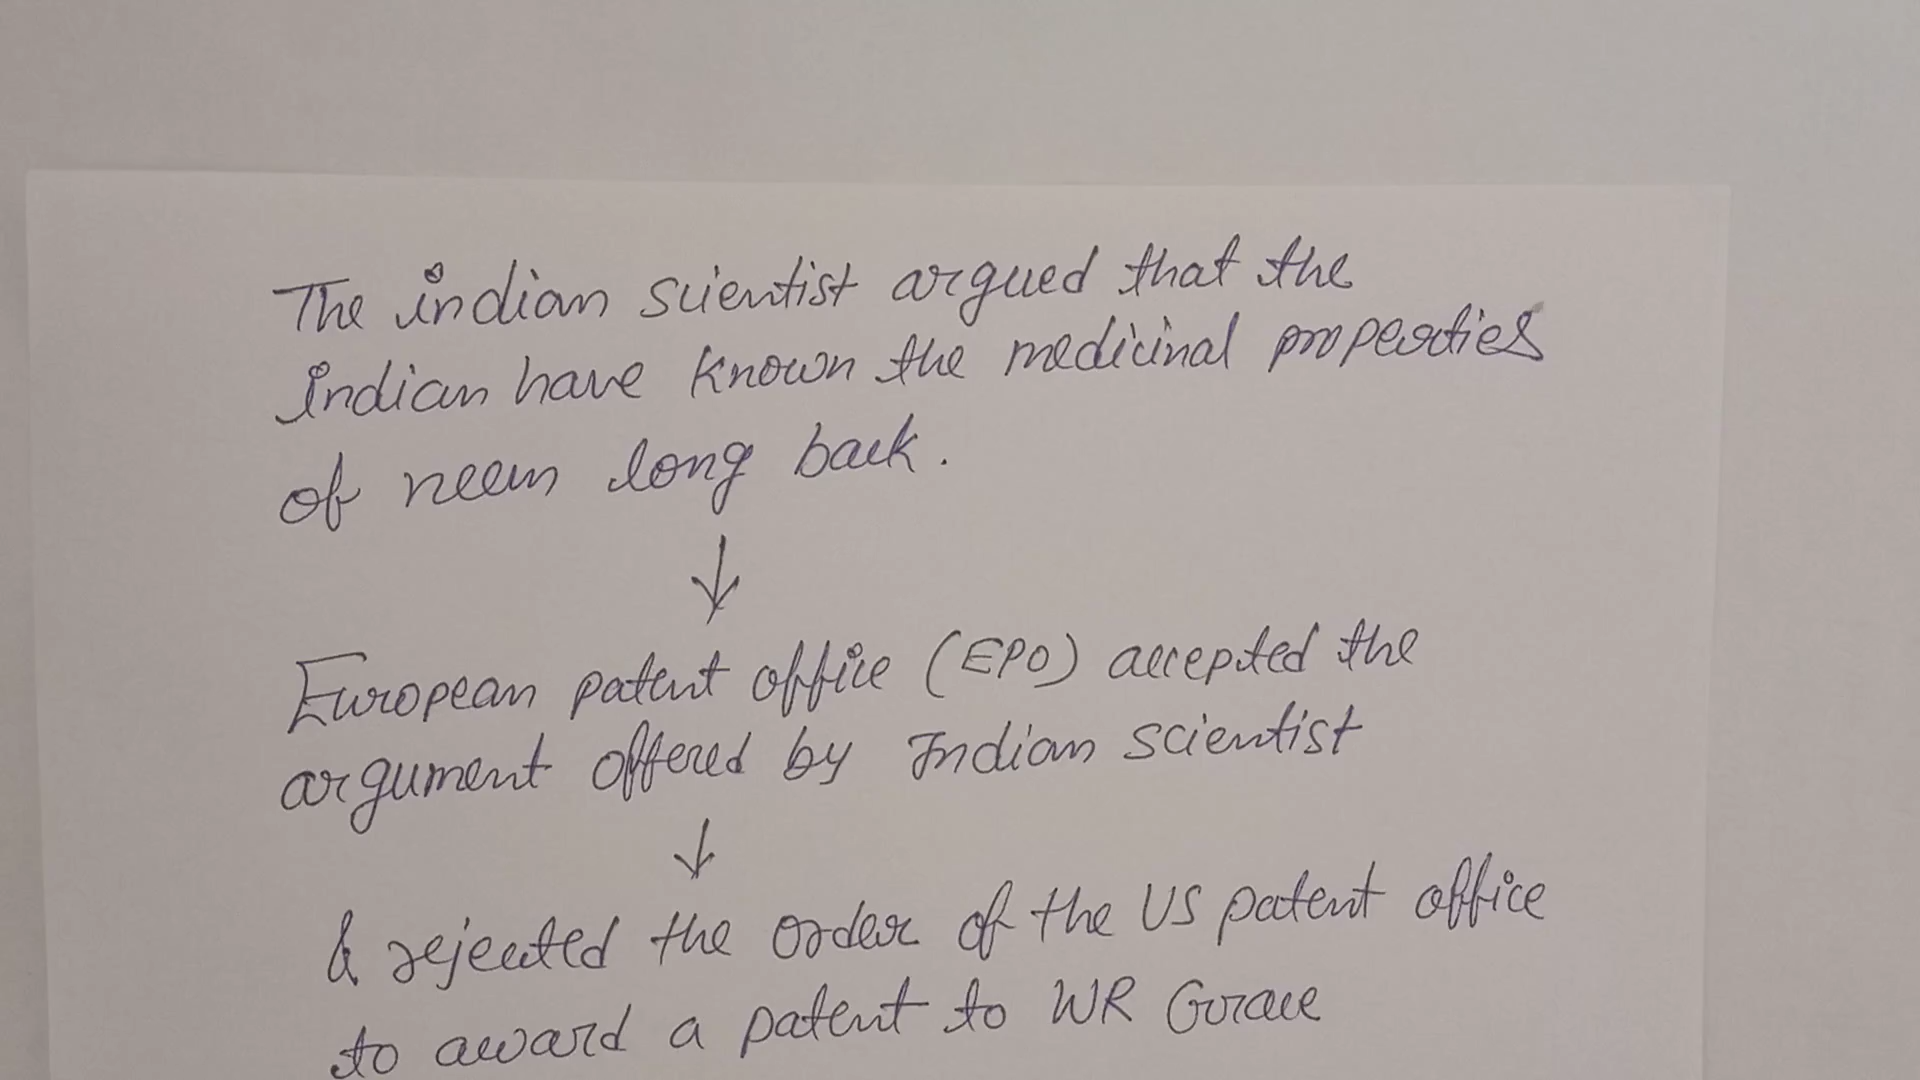 The indian scientist argued that the
indian have known the medicinal properties
of neem long back.
↓
European patent office (EPO) accepted the
argument offered by Indian scientist
↓
& rejected the order of the US patent office
to award a patent to WR Grace